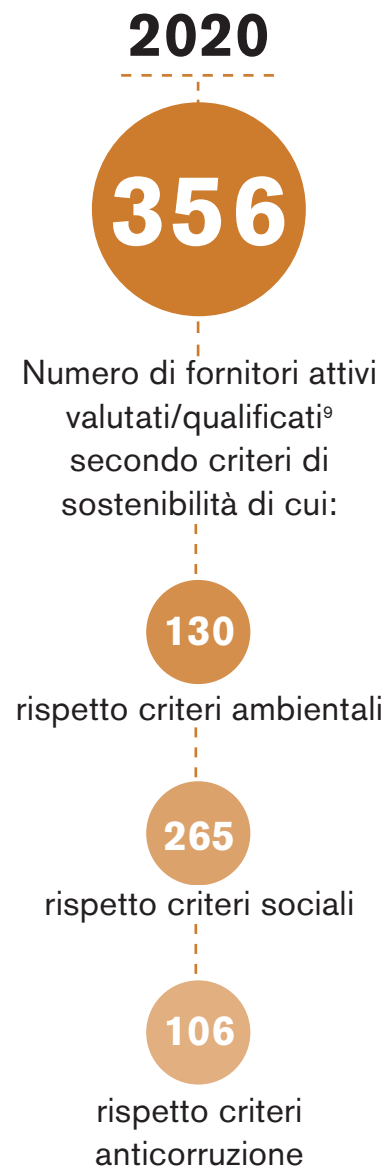 2020
356
Numero di fornitori attivi
valutati/qualificati⁹
secondo criteri di
sostenibilità di cui:
130
rispetto criteri ambientali
265
rispetto criteri sociali
106
rispetto criteri
anticorruzione